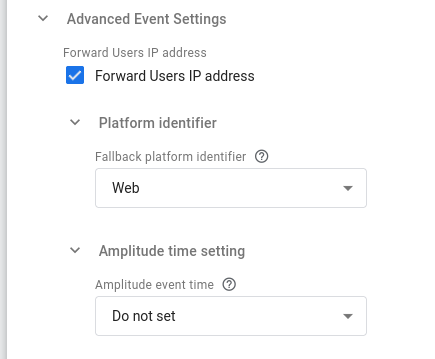 Advanced Event Settings
Forward Users IP address
Forward Users IP address
Platform identifier
Fallback platform identifier
Web
Amplitude time setting
Amplitude event time
Do not set